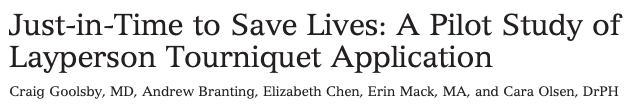 Just-in-Time to Save Lives: A Pilot Study of
Layperson Tourniquet Application
Craig Goolsby, MD, Andrew Branting, Elizabeth Chen, Erin Mack, MA, and Cara Olsen, DrPH